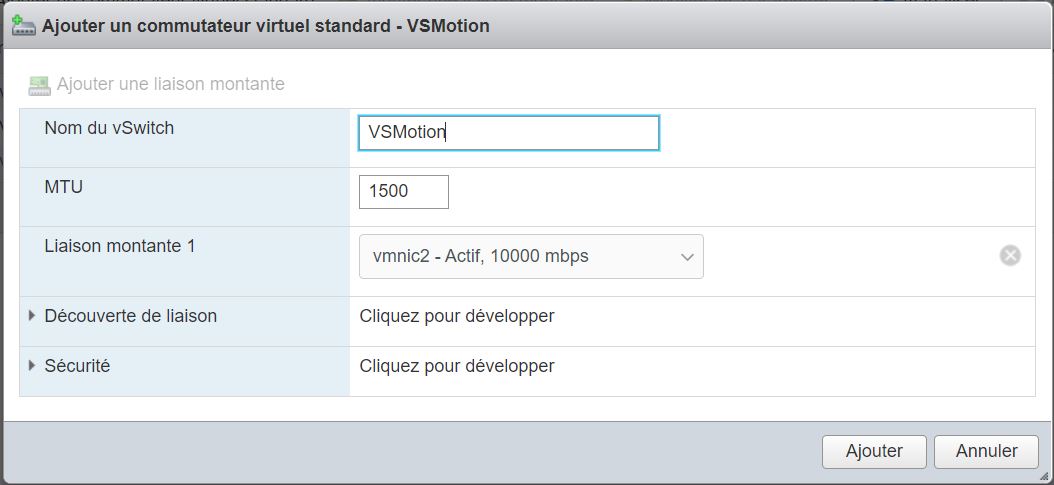 Ajouter un commutateur virtuel standard - VSMotion
Ajouter une liaison montante
Nom du vSwitch
VSMotion
MTU
1500
Liaison montante 1
vmnic2 - Actif, 10000 mbps
Découverte de liaison
Cliquez pour développer
Sécurité
Cliquez pour développer
Ajouter
Annuler